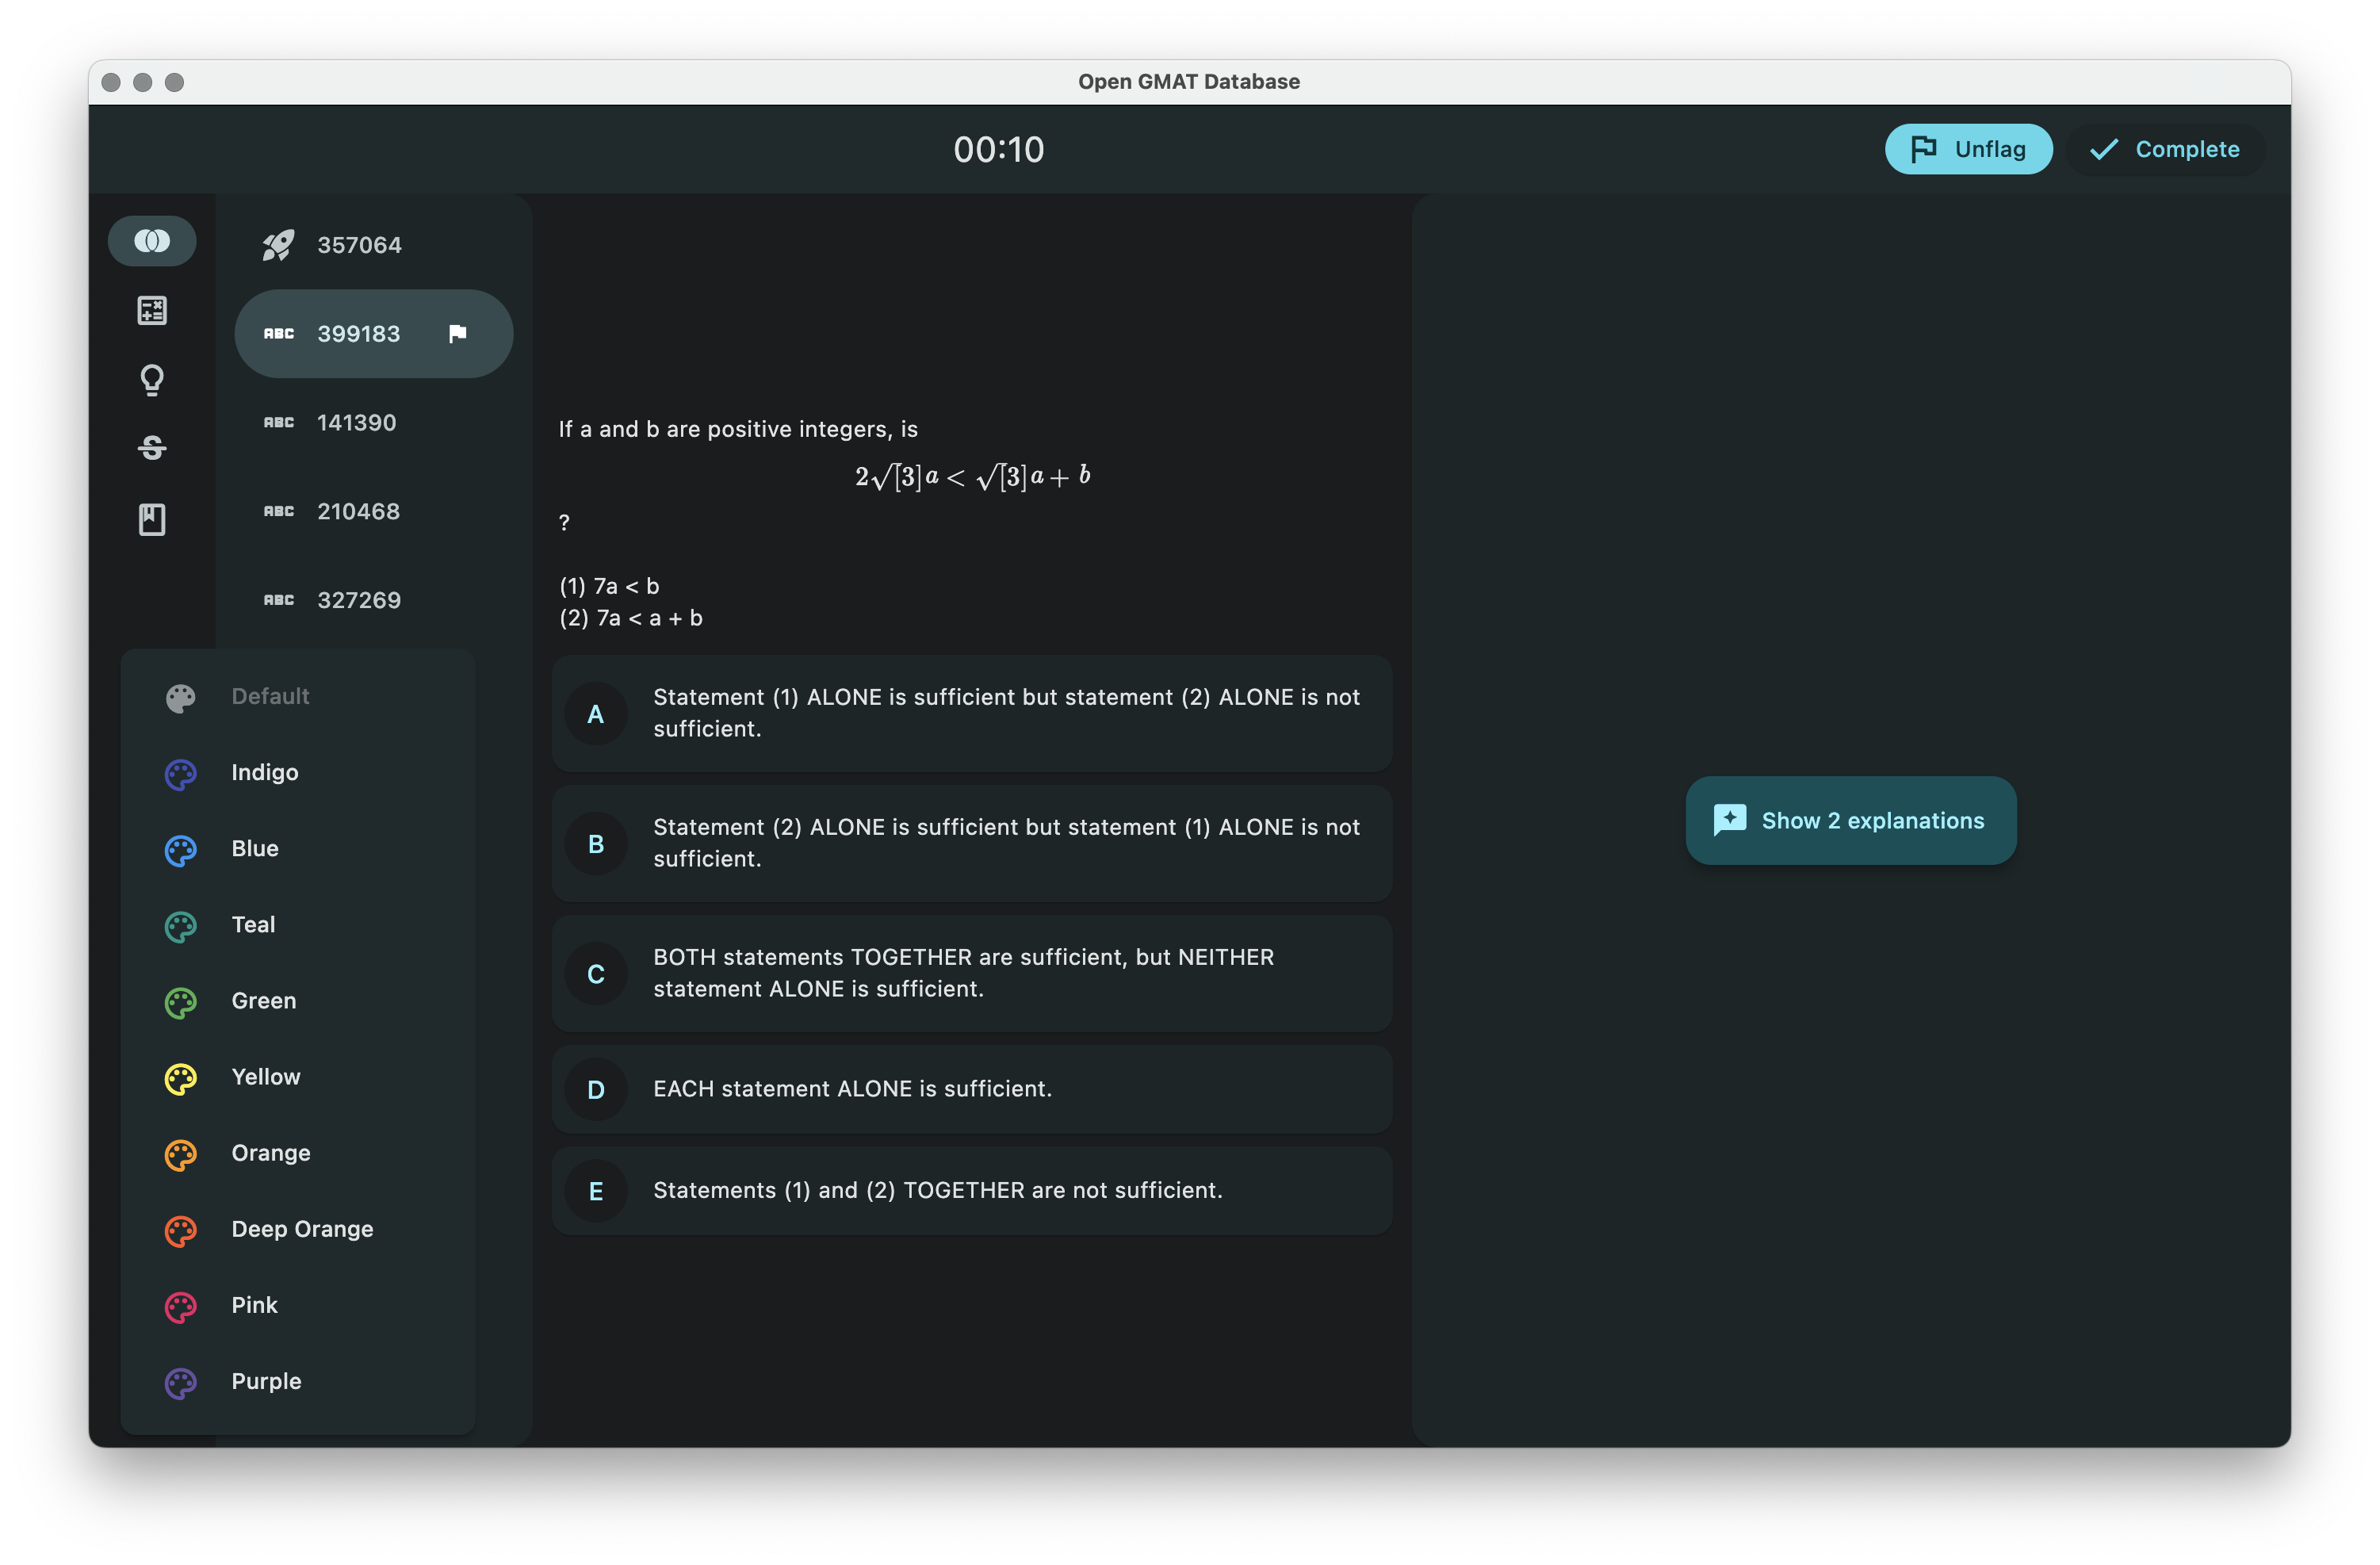 Open GMAT Database
00:10
Unflag
Complete
357064
ABC 399183
ABC 141390
ABC 210468
ABC 327269
Default
Indigo
Blue
Teal
Green
Yellow
Orange
Deep Orange
Pink
Purple
If a and b are positive integers, is
2√[3]a < √[3]a + b
?
(1) 7a < b
(2) 7a < a + b
A
Statement (1) ALONE is sufficient but statement (2) ALONE is not
sufficient.
B
Statement (2) ALONE is sufficient but statement (1) ALONE is not
sufficient.
C
BOTH statements TOGETHER are sufficient, but NEITHER
statement ALONE is sufficient.
D
EACH statement ALONE is sufficient.
E
Statements (1) and (2) TOGETHER are not sufficient.
Show 2 explanations